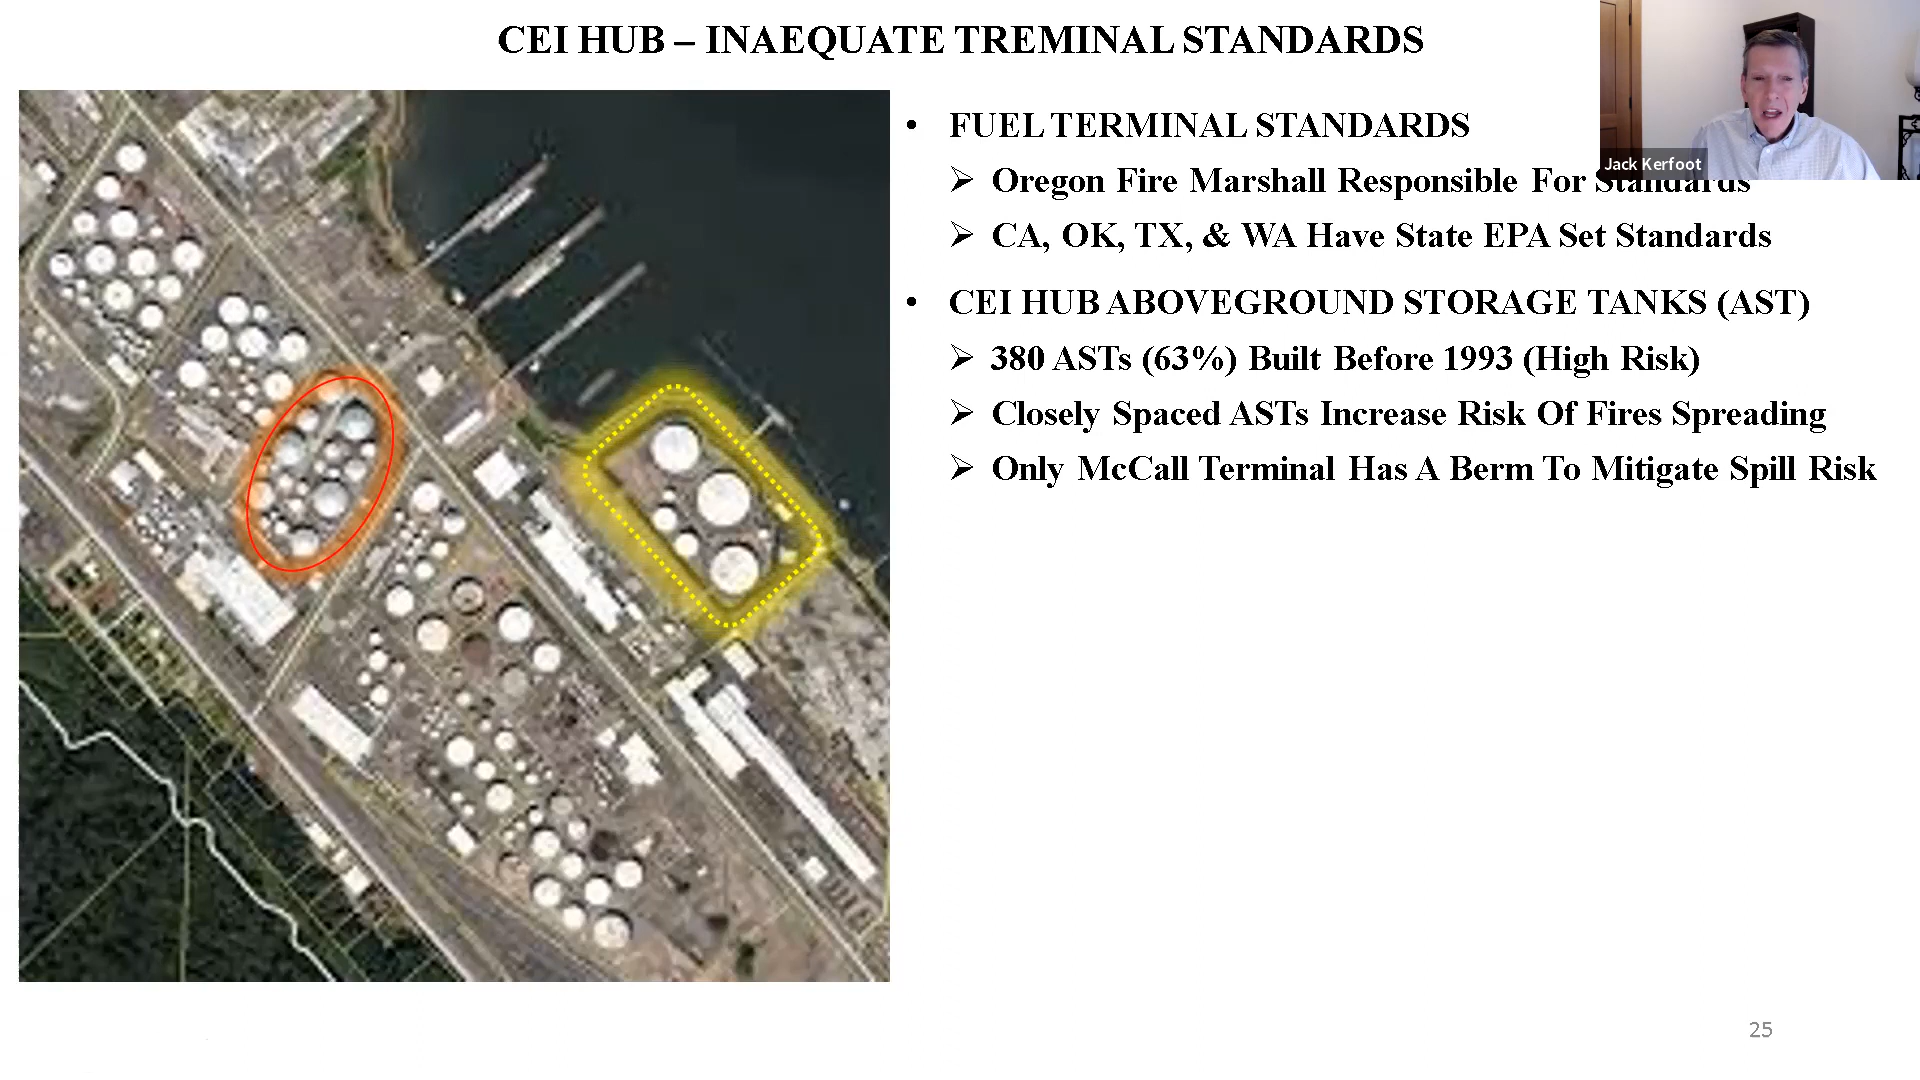 CEI HUB – INAEQUATE TREMINAL STANDARDS
• FUEL TERMINAL STANDARDS
➢ Oregon Fire Marshall Responsible For Standards
➢ CA, OK, TX, & WA Have State EPA Set Standards
• CEI HUB ABOVEGROUND STORAGE TANKS (AST)
➢ 380 ASTs (63%) Built Before 1993 (High Risk)
➢ Closely Spaced ASTs Increase Risk Of Fires Spreading
➢ Only McCall Terminal Has A Berm To Mitigate Spill Risk
Jack Kerfoot
25